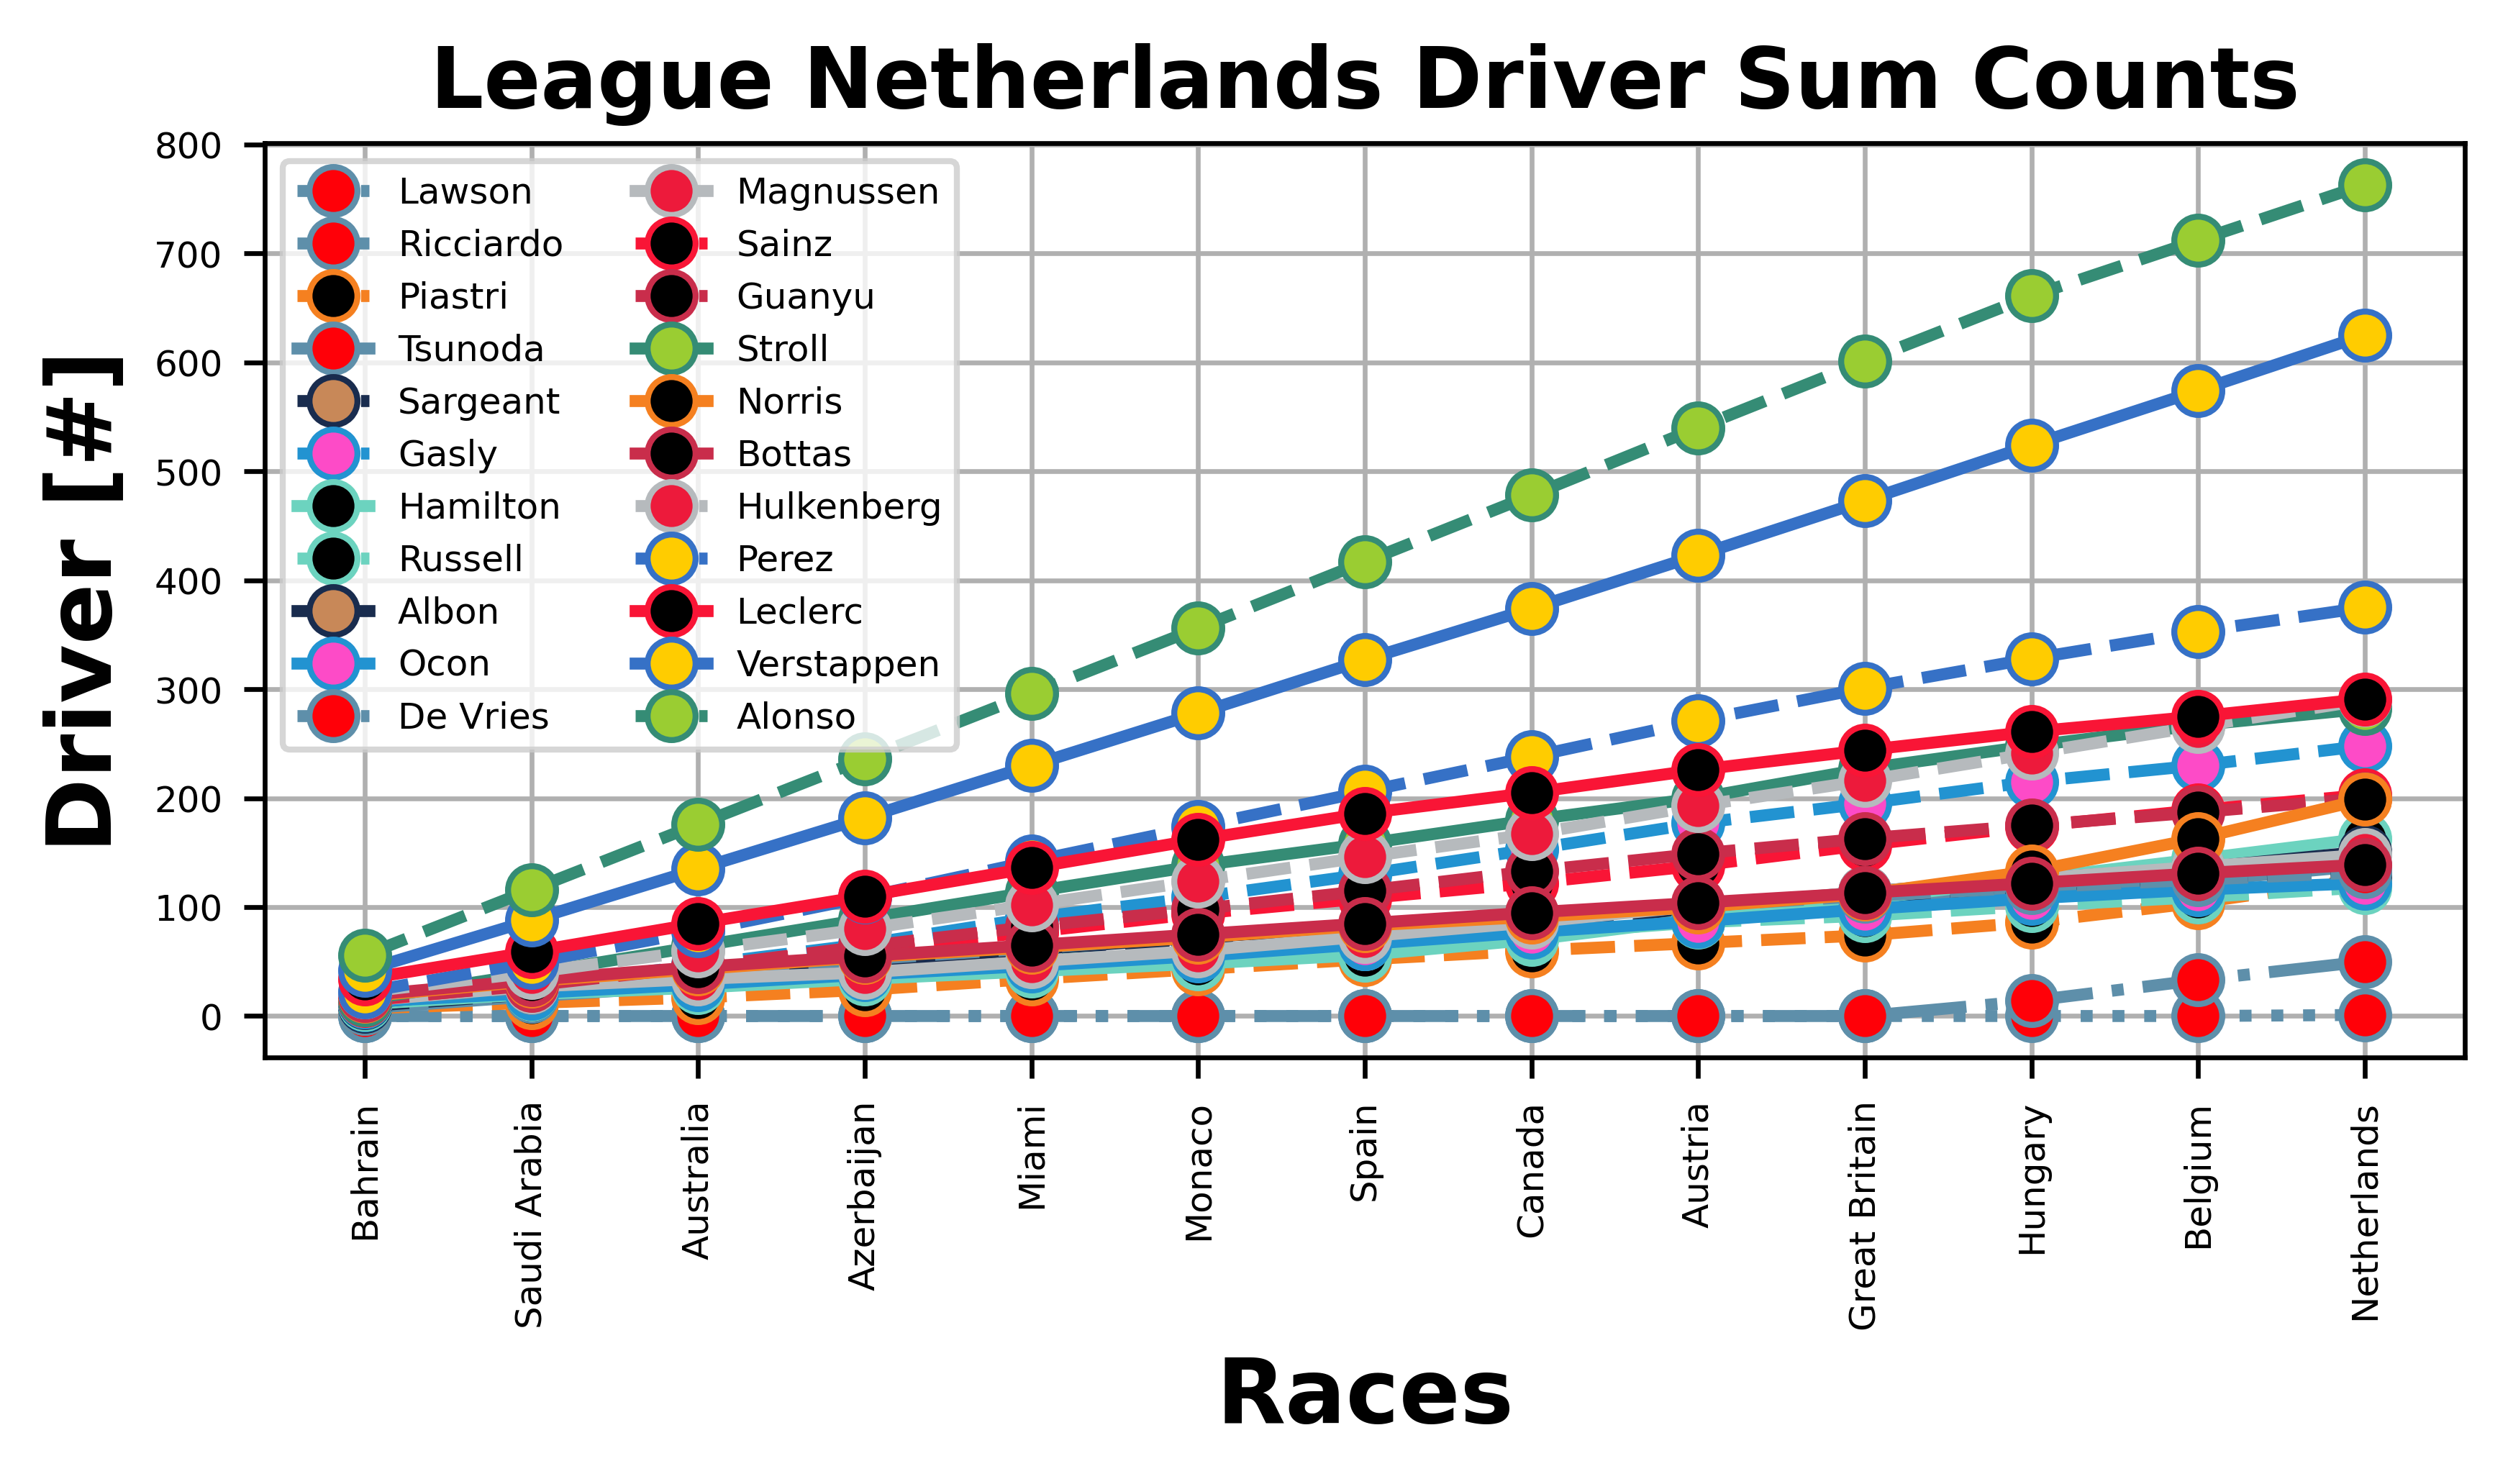 League Netherlands Driver Sum Counts
Driver [#]
800
700
600
500
400
300
200
100
0
Lawson
Ricciardo
Piastri
Tsunoda
Sargeant
Gasly
Hamilton
Russell
Albon
Ocon
De Vries
Magnussen
Sainz
Guanyu
Stroll
Norris
Bottas
Hulkenberg
Perez
Leclerc
Verstappen
Alonso
Bahrain
Saudi Arabia
Australia
Azerbaijan
Miami
Monaco
Spain
Canada
Austria
Great Britain
Hungary
Belgium
Netherlands
Races